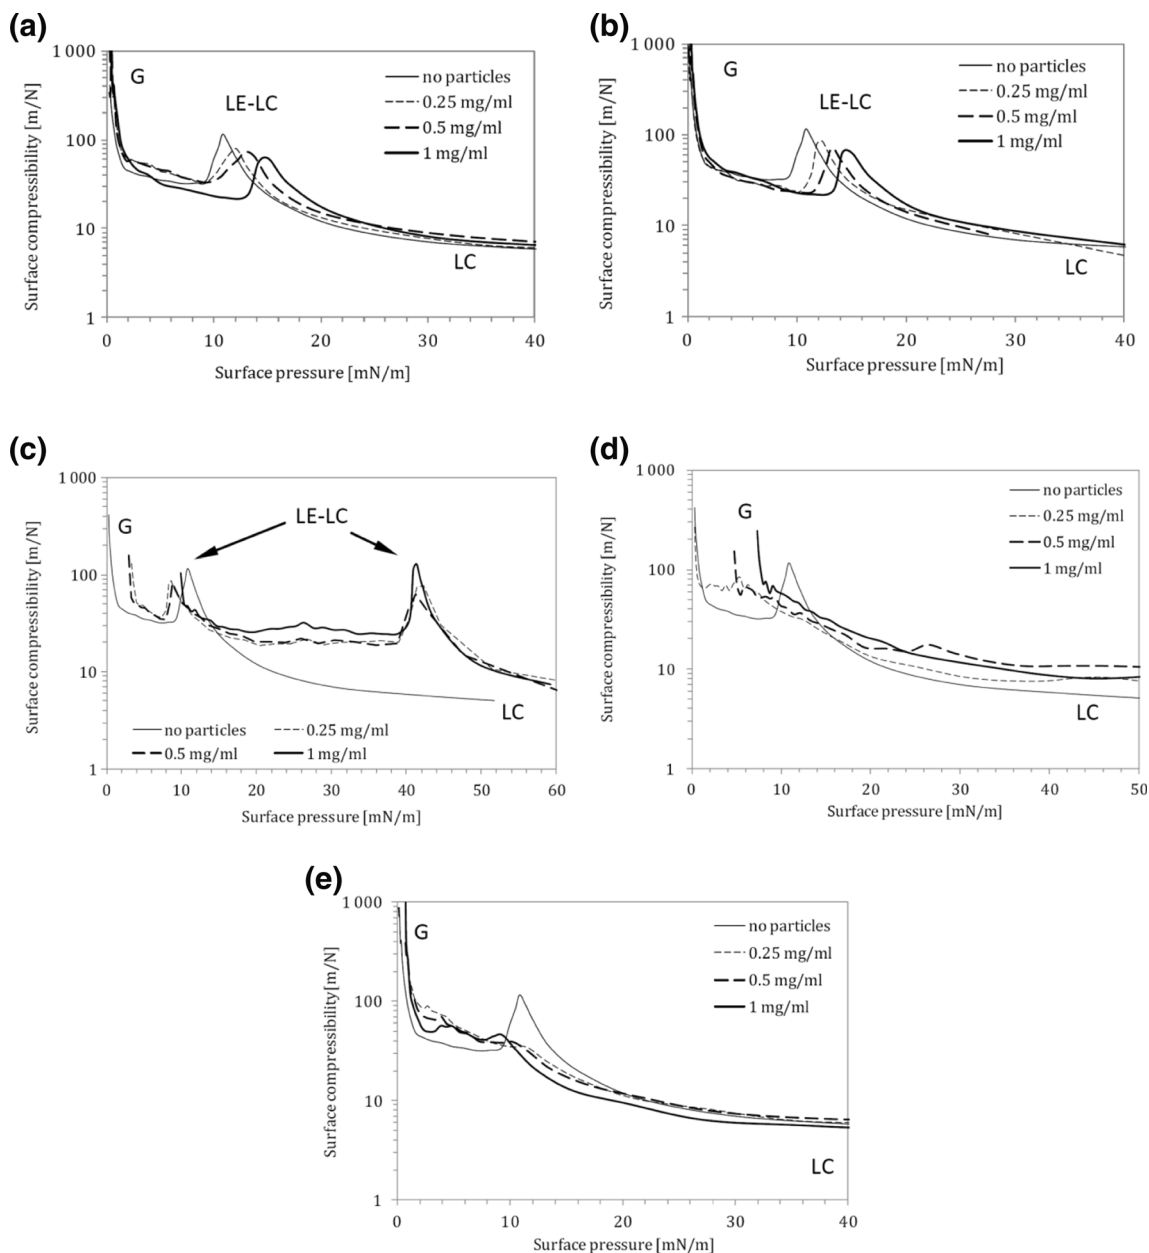 (a)
Surface compressibility [m/N]
1 000
100
10
1
G
LE-LC
LC
no particles
0.25 mg/ml
0.5 mg/ml
1 mg/ml
0 10 20 30 40
Surface pressure [mN/m]
(b)
Surface compressibility [m/N]
1 000
100
10
1
G
LE-LC
LC
no particles
0.25 mg/ml
0.5 mg/ml
1 mg/ml
0 10 20 30 40
Surface pressure [mN/m]
(c)
Surface compressibility [m/N]
1 000
100
10
1
G
LE-LC
LC
no particles 0.25 mg/ml
0.5 mg/ml 1 mg/ml
0 10 20 30 40 50 60
Surface pressure [mN/m]
(d)
Surface compressibility [m/N]
1 000
100
10
1
G
LC
no particles
0.25 mg/ml
0.5 mg/ml
1 mg/ml
0 10 20 30 40 50
Surface pressure [mN/m]
(e)
Surface compressibility[m/N]
1 000
100
10
1
G
LC
no particles
0.25 mg/ml
0.5 mg/ml
1 mg/ml
0 10 20 30 40
Surface pressure [mN/m]